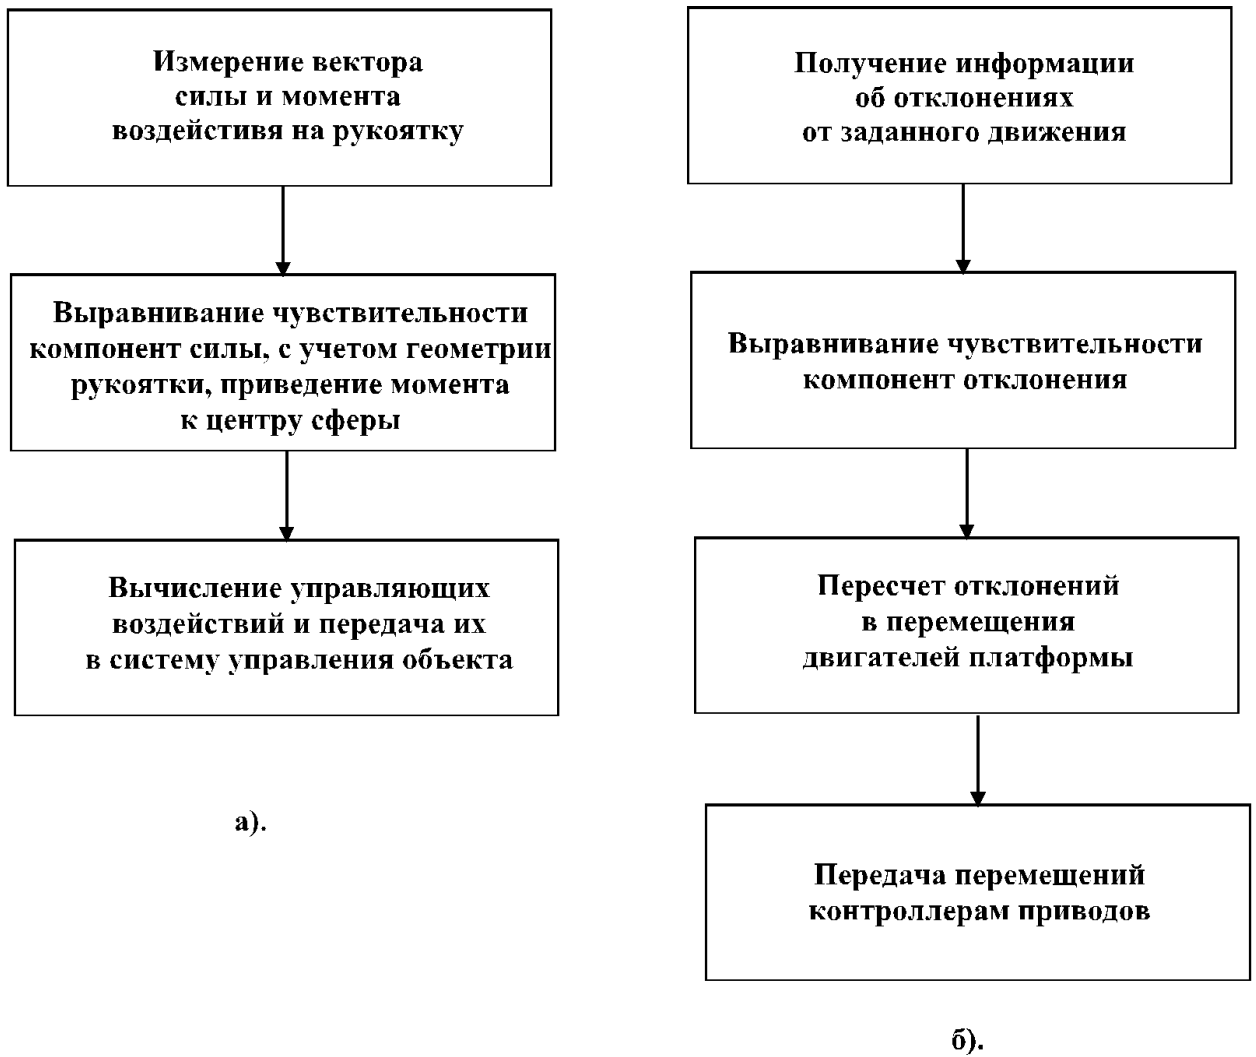 Измерение вектора
силы и момента
воздейстивя на рукоятку
Выравнивание чувствительности
компонент силы, с учетом геометрии
рукоятки, приведение момента
к центру сферы
Вычисление управляющих
воздействий и передача их
в систему управления объекта
а).
Получение информации
об отклонениях
от заданного движения
Выравнивание чувствительности
компонент отклонения
Пересчет отклонений
в перемещения
двигателей платформы
Передача перемещений
контроллерам приводов
б).